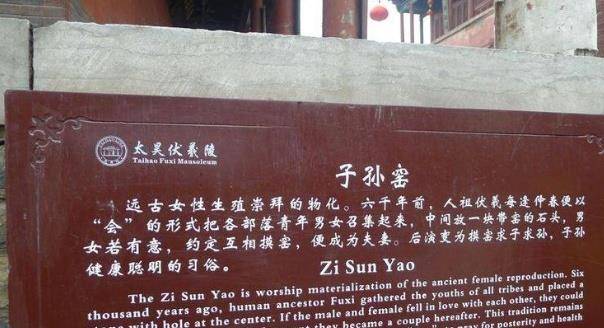 太昊伏羲陵
Taihao Fuxi Mausoleum
子孙窑
远古女性生殖崇拜的物化。六千年前，人祖伏羲每逢仲春便以
“会”的形式把各部落青年男女召集起来，中间放一块带窑的石头，男
女若有意，约定互相摸窑，便成为夫妻。后演变为摸窑求子求孙，子孙
健康聪明的习俗。
Zi Sun Yao
The Zi Sun Yao is worship materialization of the ancient female reproduction. Six
thousand years ago, human ancestor Fuxi gathered the youths of all tribes and placed a
stone with hole at the center. If the male and female fell in love with each other, they could
they became a couple hereafter. This tradition remains
pray for posterity and health